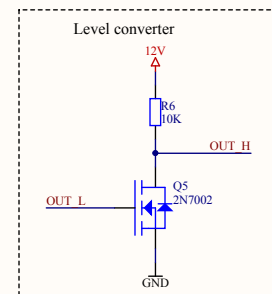 Level converter
12V
R6
10K
OUT_H
Q5
2N7002
OUT_L
GND